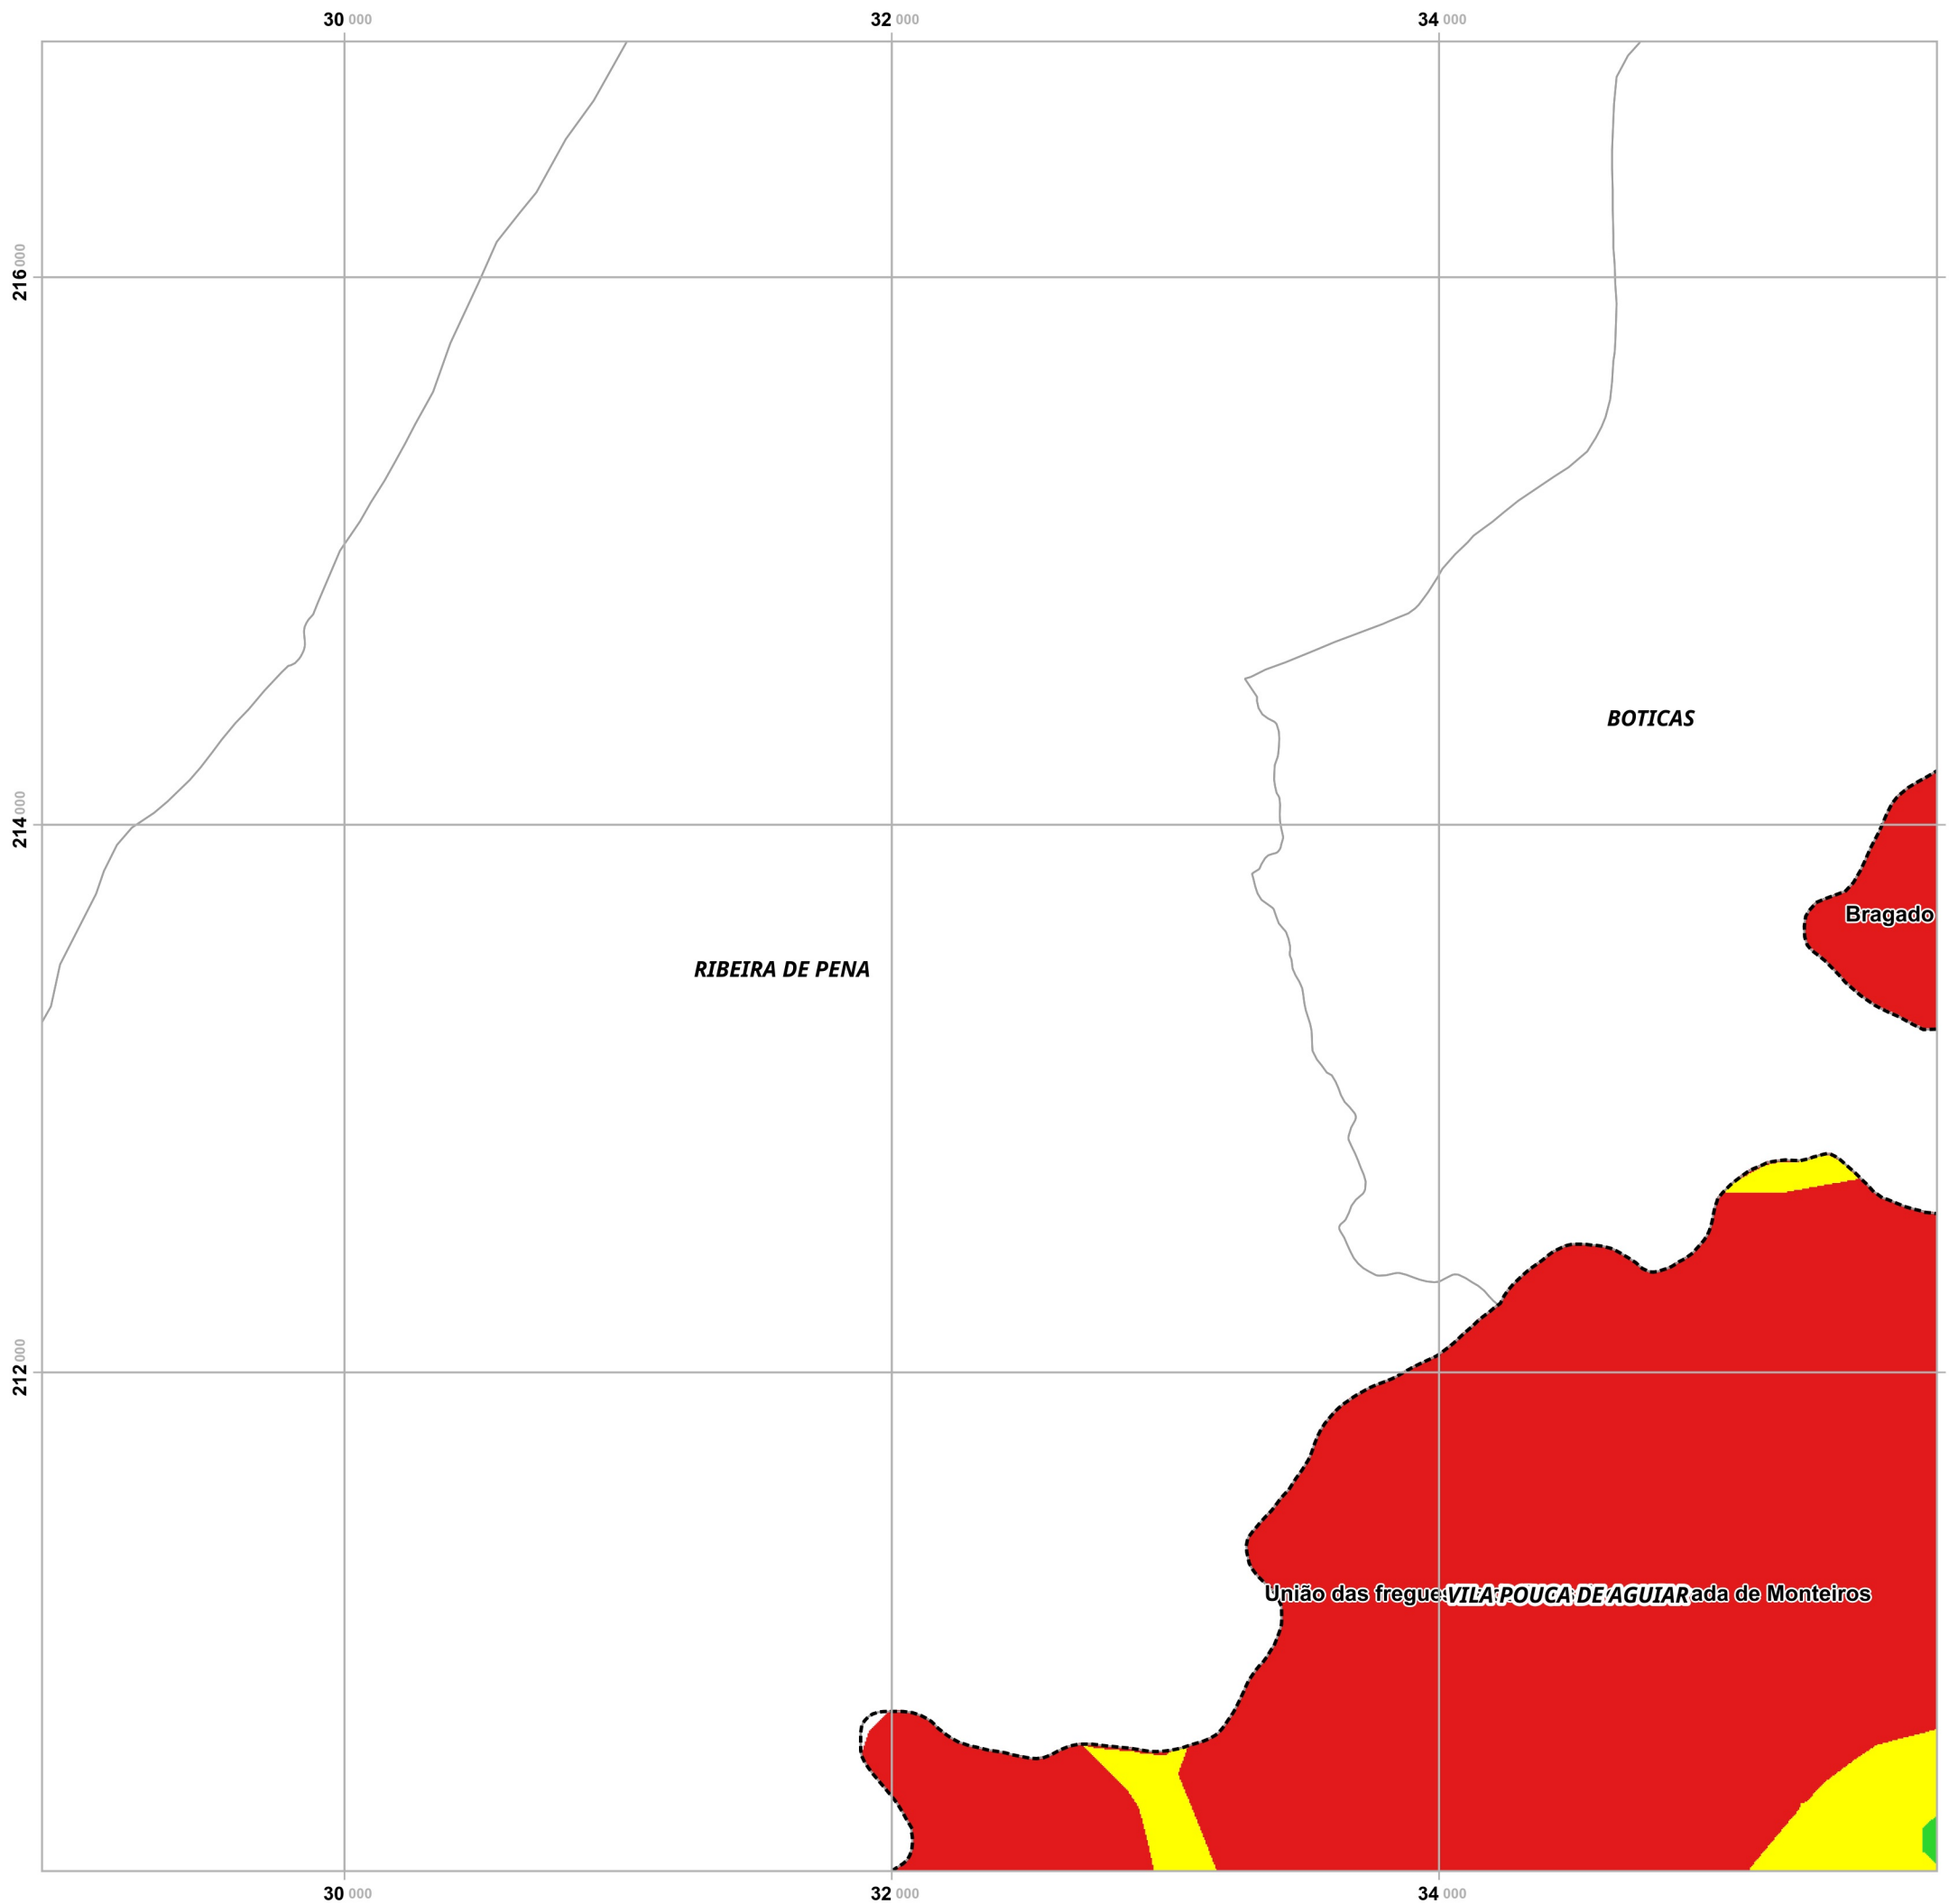 30 000 32 000 34 000
216 000
214 000
212 000
BOTICAS
Bragado
RIBEIRA DE PENA
União das fregues
VILA POUCA DE AGUIAR
ada de Monteiros
30 000 32 000 34 000